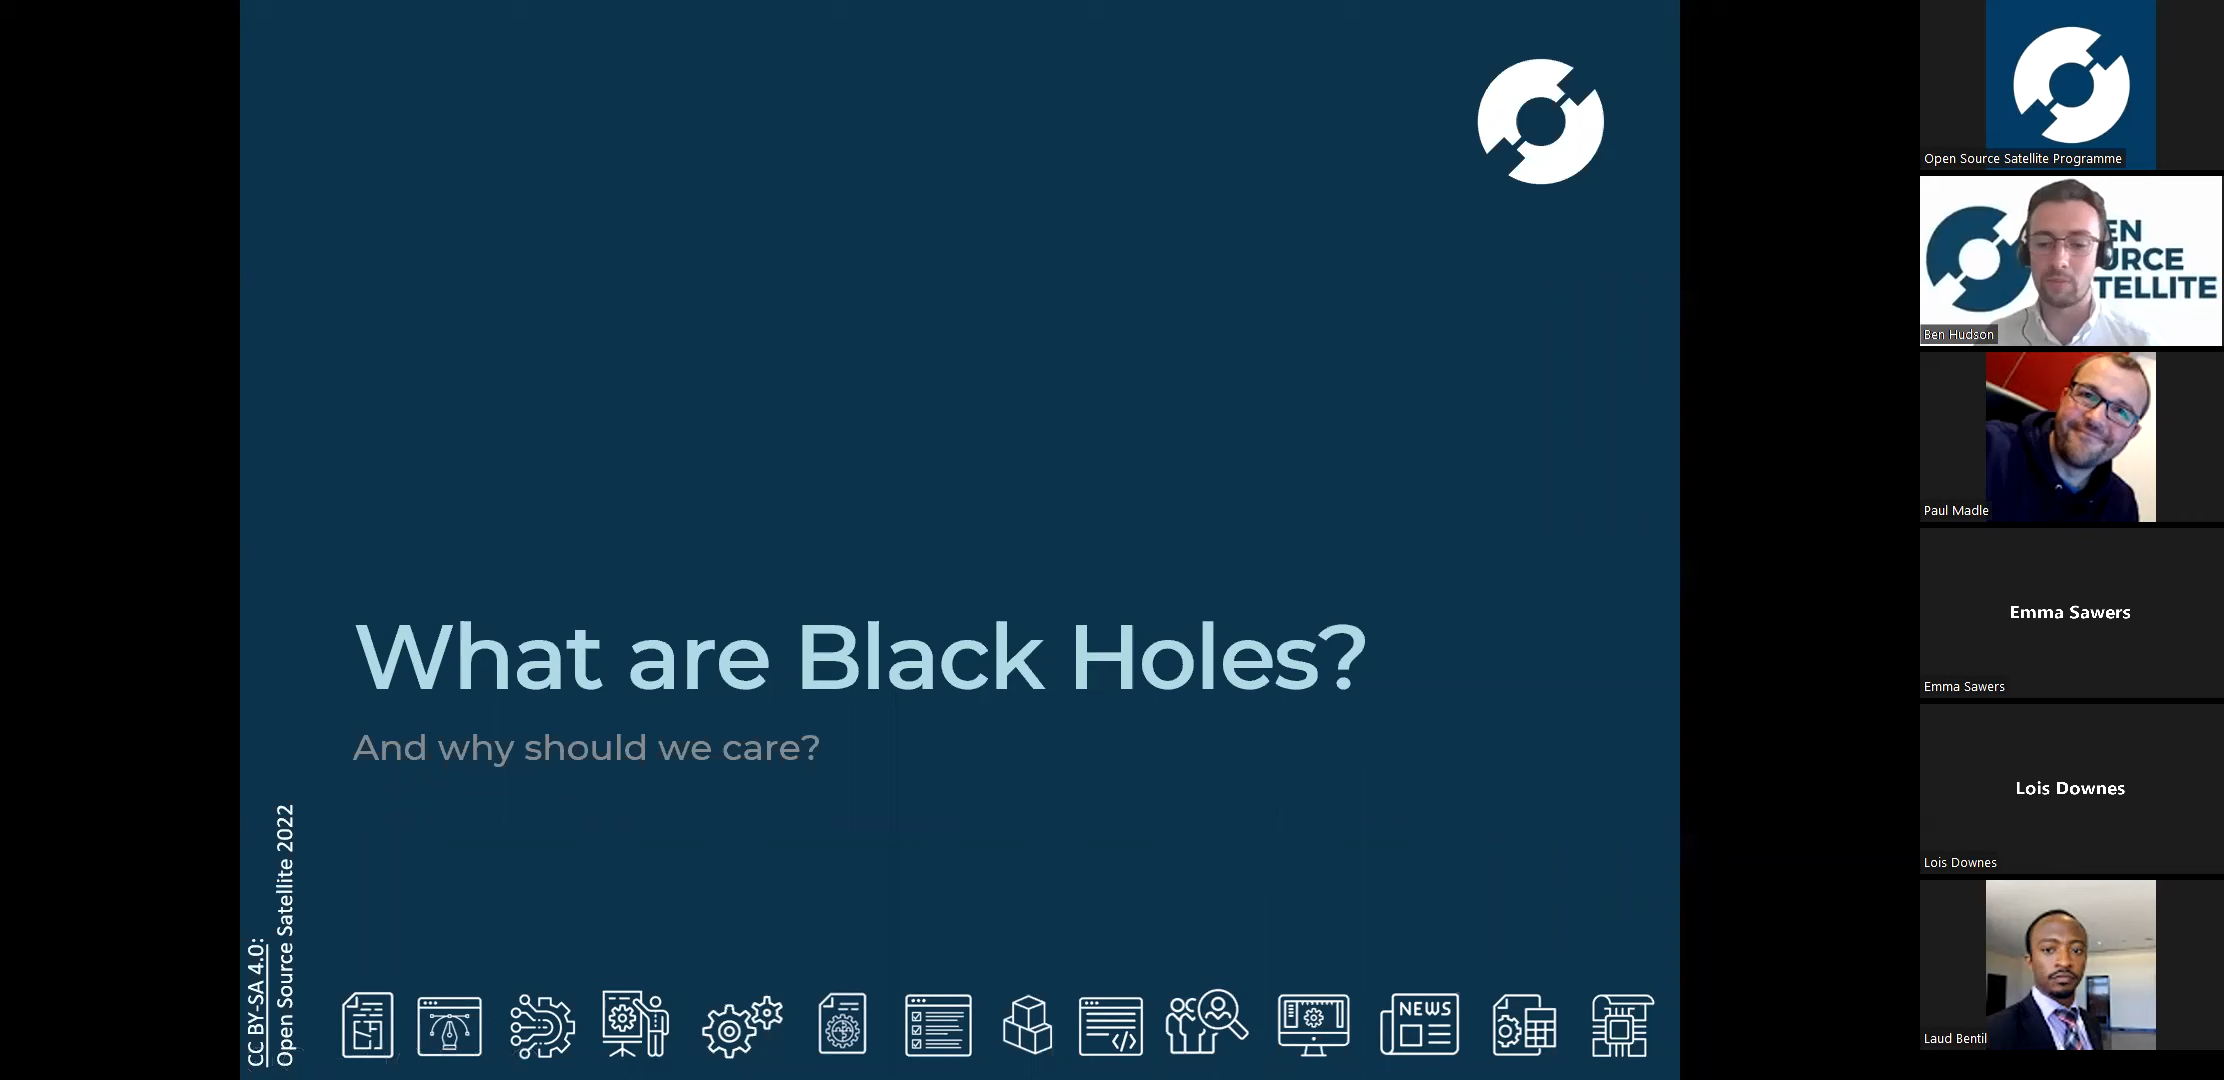 What are Black Holes?
And why should we care?
CC BY-SA 4.0:
Open Source Satellite 2022
NEWS
Open Source Satellite Programme
EN
URCE
TELLITE
Ben Hudson
Paul Madle
Emma Sawers
Emma Sawers
Lois Downes
Lois Downes
Laud Bentil